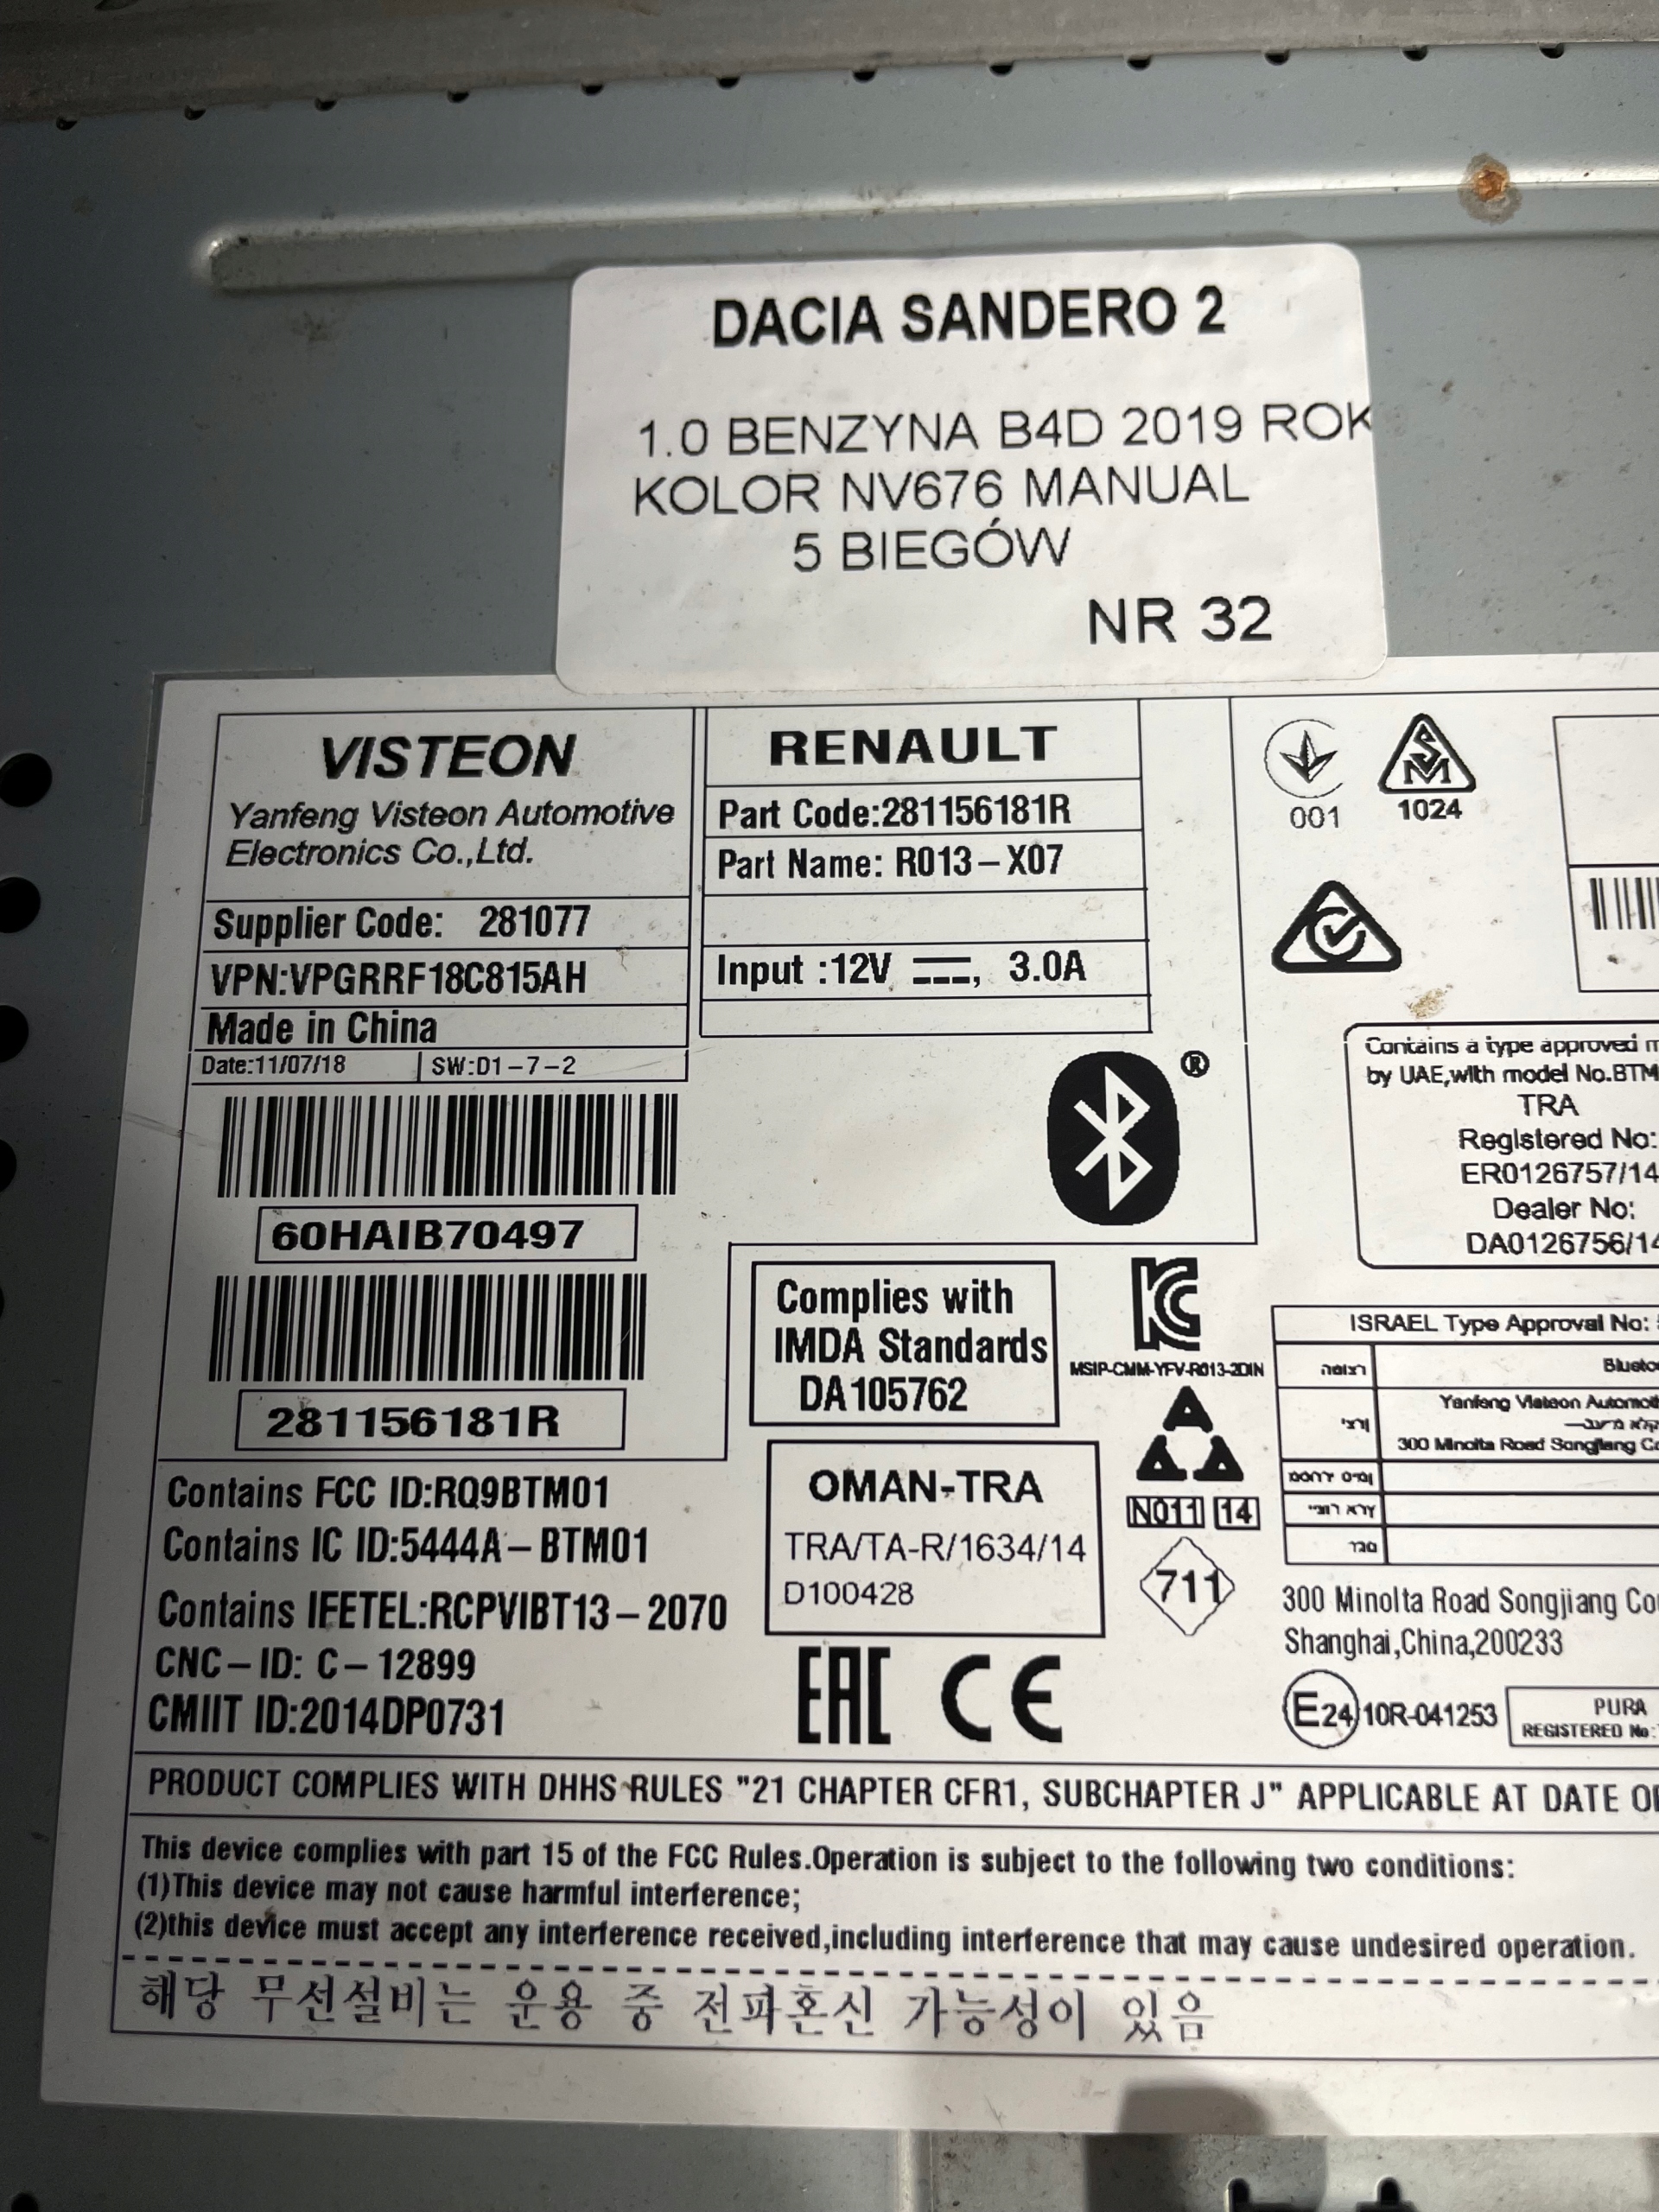 DACIA SANDERO 2
1.0 BENZYNA B4D 2019 ROK
KOLOR NV676 MANUAL
5 BIEGÓW
NR 32
VISTEON
Yanfeng Visteon Automotive
Electronics Co.,Ltd.
Supplier Code: 281077
VPN:VPGRRF18C815AH
Made in China
Date:11/07/18 SW:D1-7-2
60HAIB70497
281156181R
RENAULT
Part Code:281156181R
Part Name: R013-X07
Input :12V ⎓, 3.0A
®
001
SM
1024
Contains a type approved
by UAE,with model No.BTM
TRA
Registered No:
ER0126757/14
Dealer No:
DA0126756/14
Complies with
IMDA Standards
DA105762
KC
MSIP-CMM-YFV-R013-2DIN
N011 14
711
OMAN-TRA
TRA/TA-R/1634/14
D100428
EAC CE
ISRAEL Type Approval No:
Yanfeng Visteon
300 Minolta Road Songjiang
300 Minolta Road Songjiang
Shanghai,China,200233
E24 10R-041253
PURA
REGISTERED No:
Contains FCC ID:RQ9BTM01
Contains IC ID:5444A-BTM01
Contains IFETEL:RCPVIBT13-2070
CNC-ID: C-12899
CMIIT ID:2014DP0731
PRODUCT COMPLIES WITH DHHS RULES "21 CHAPTER CFR1, SUBCHAPTER J" APPLICABLE AT DATE
This device complies with part 15 of the FCC Rules.Operation is subject to the following two conditions:
(1)This device may not cause harmful interference;
(2)this device must accept any interference received,including interference that may cause undesired operation.
해당 무선설비는 운용 중 전파혼신 가능성이 있음